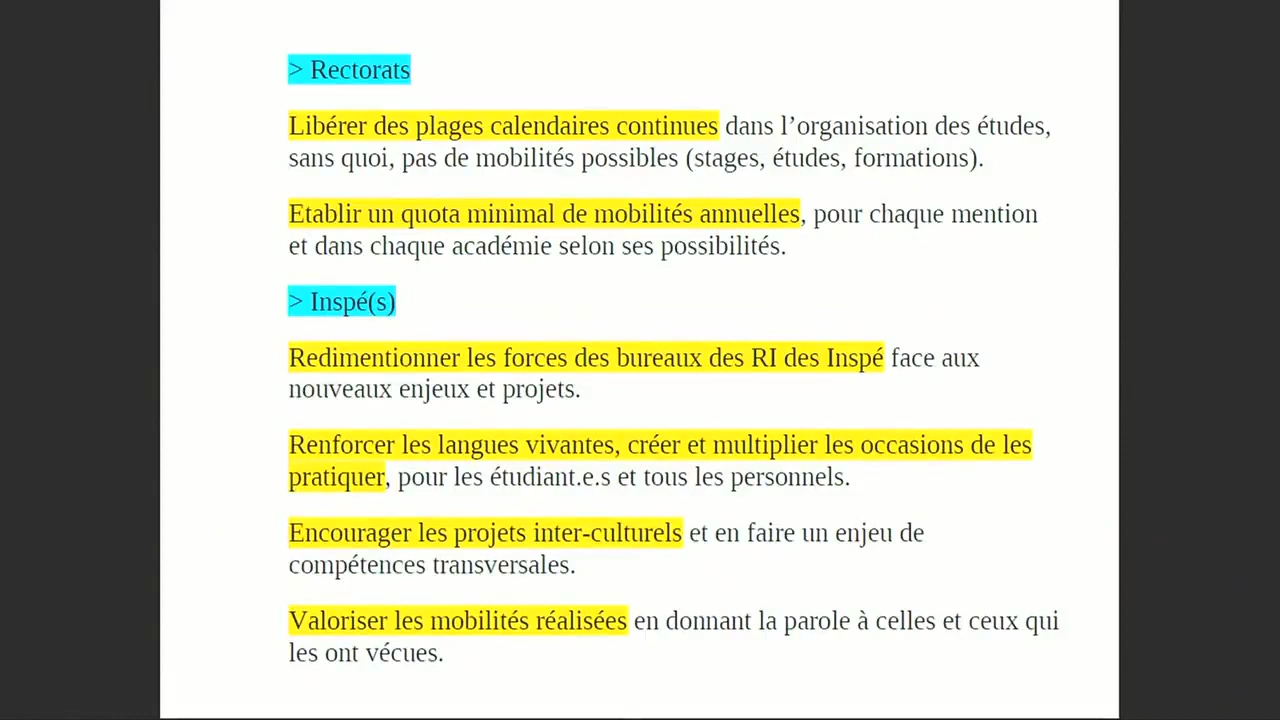 > Rectorats
Libérer des plages calendaires continues dans l’organisation des études,
sans quoi, pas de mobilités possibles (stages, études, formations).
Etablir un quota minimal de mobilités annuelles, pour chaque mention
et dans chaque académie selon ses possibilités.
> Inspé(s)
Redimentionner les forces des bureaux des RI des Inspé face aux
nouveaux enjeux et projets.
Renforcer les langues vivantes, créer et multiplier les occasions de les
pratiquer, pour les étudiant.e.s et tous les personnels.
Encourager les projets inter-culturels et en faire un enjeu de
compétences transversales.
Valoriser les mobilités réalisées en donnant la parole à celles et ceux qui
les ont vécues.